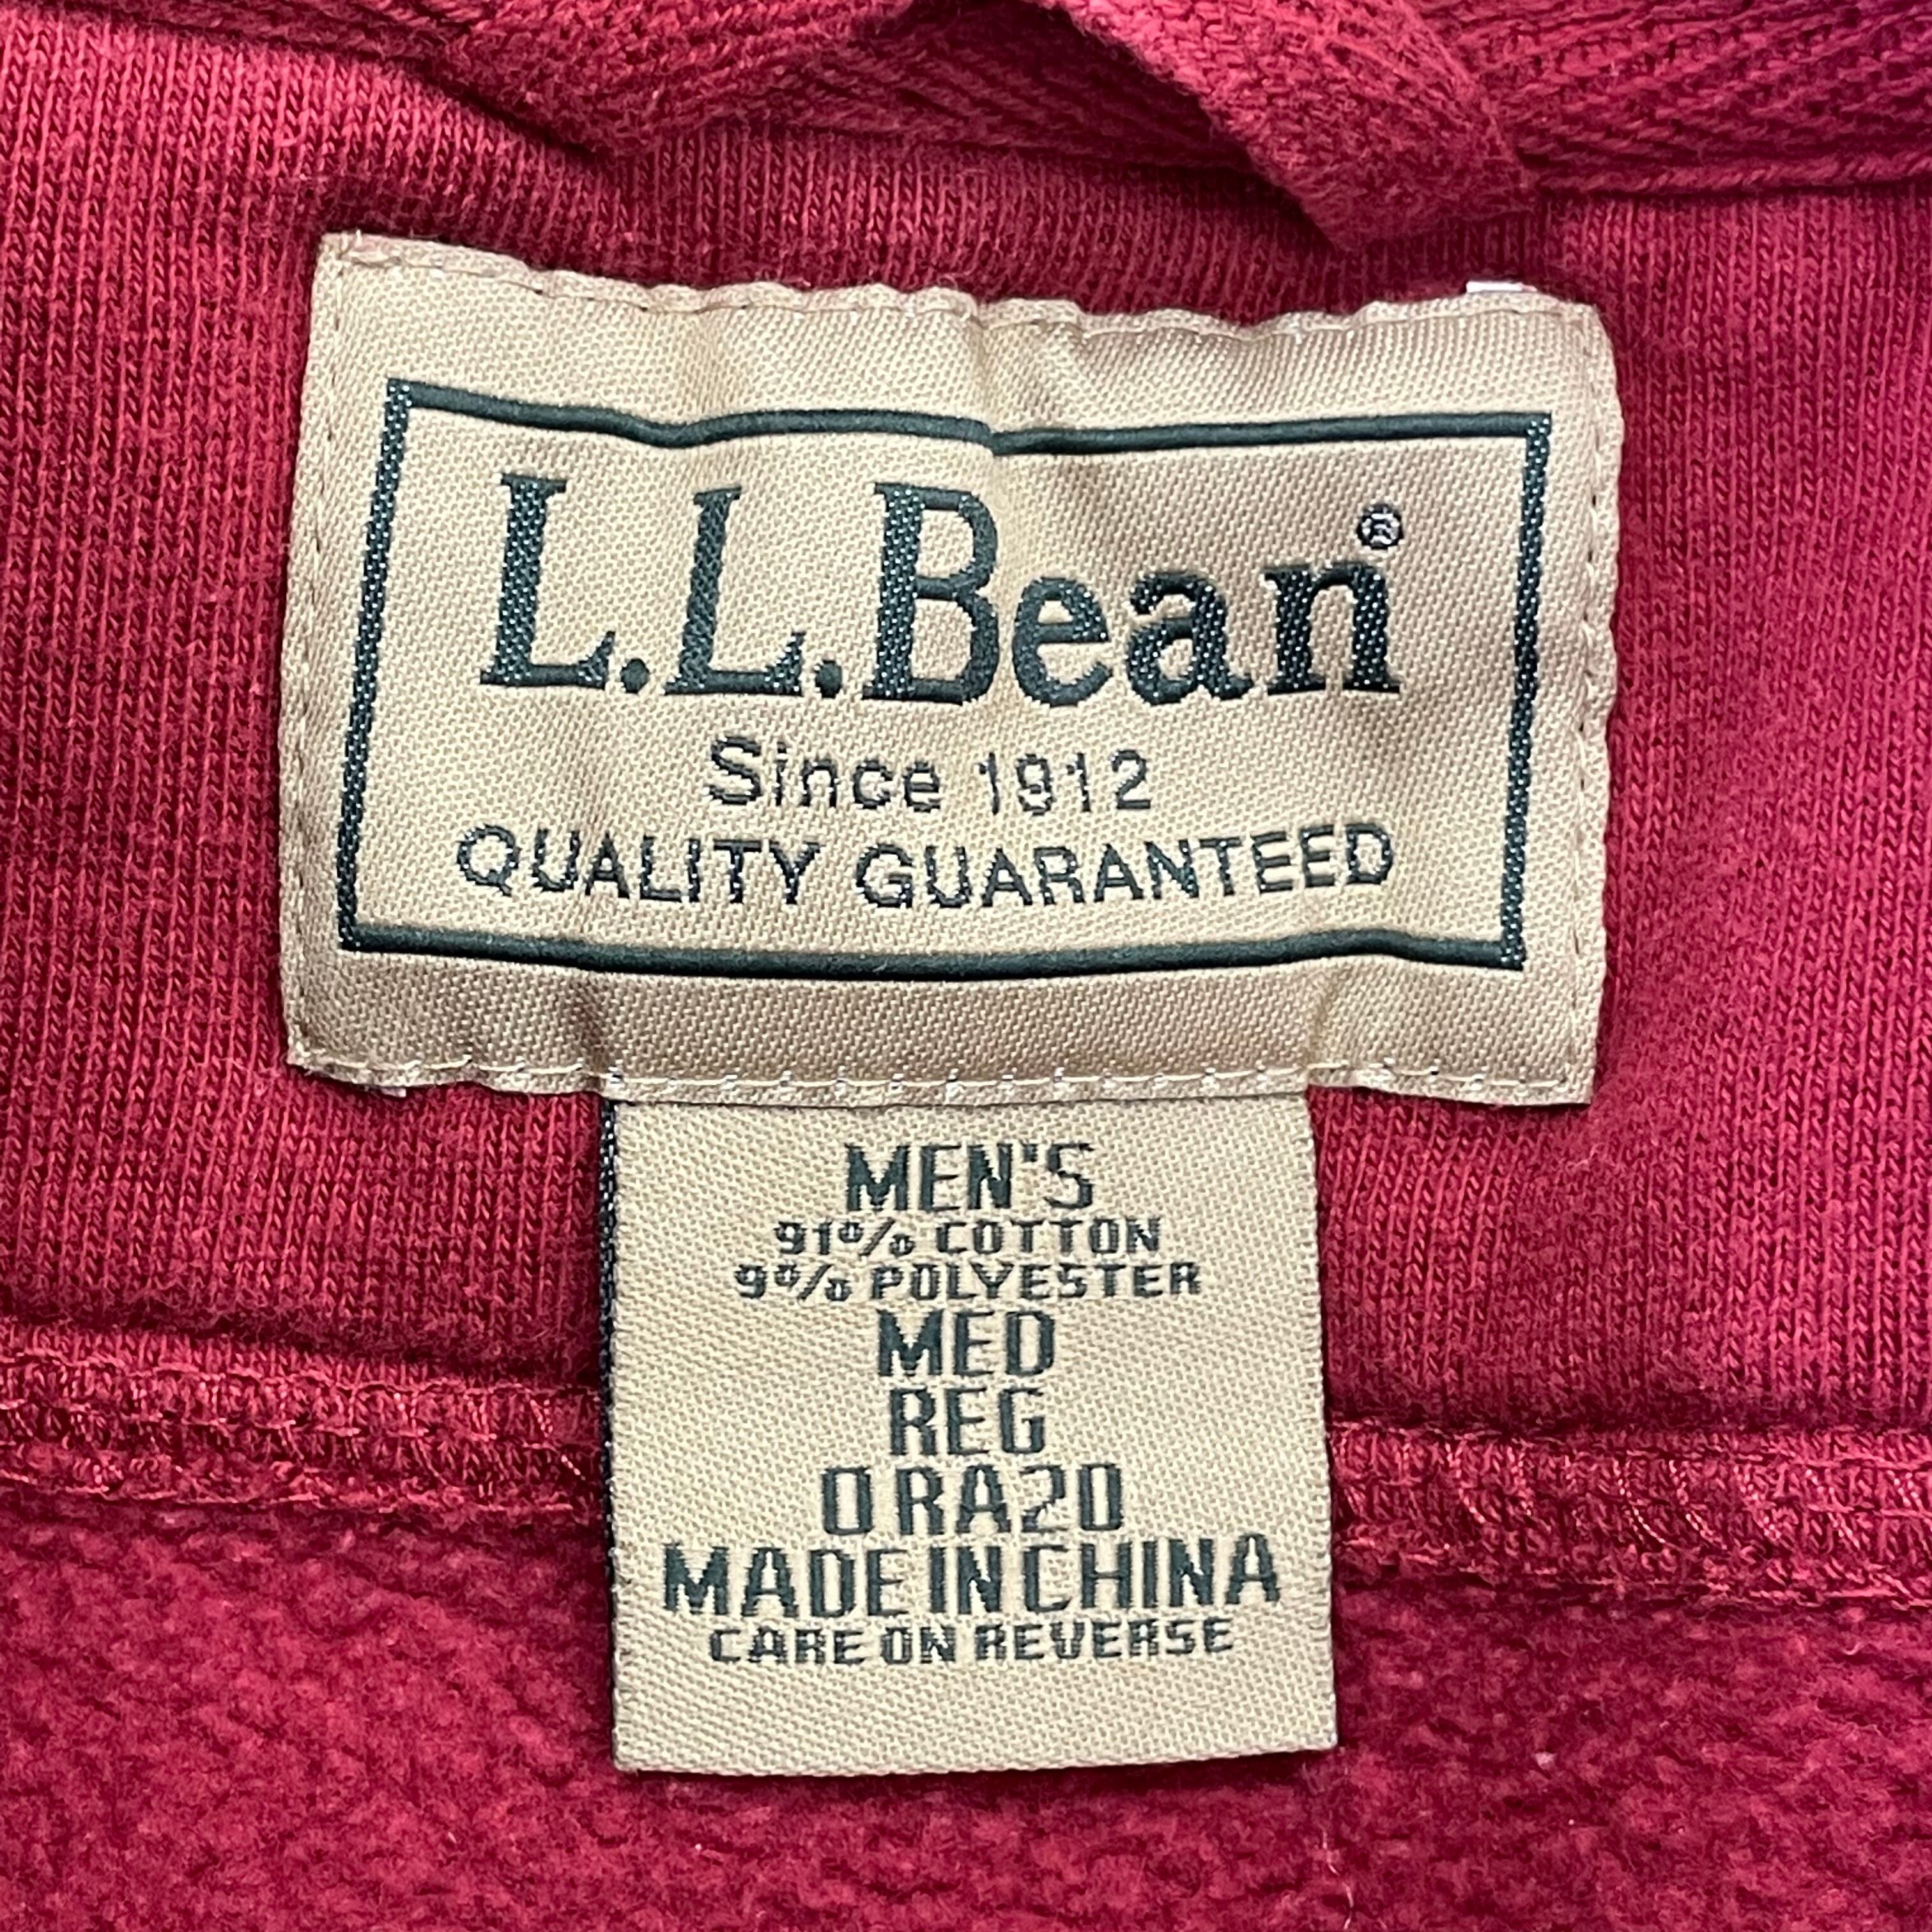 L.L.Bean®
Since 1912
QUALITY GUARANTEED
MEN'S
91% COTTON
9% POLYESTER
MED
REG
0 RA20
MADE IN CHINA
CARE ON REVERSE